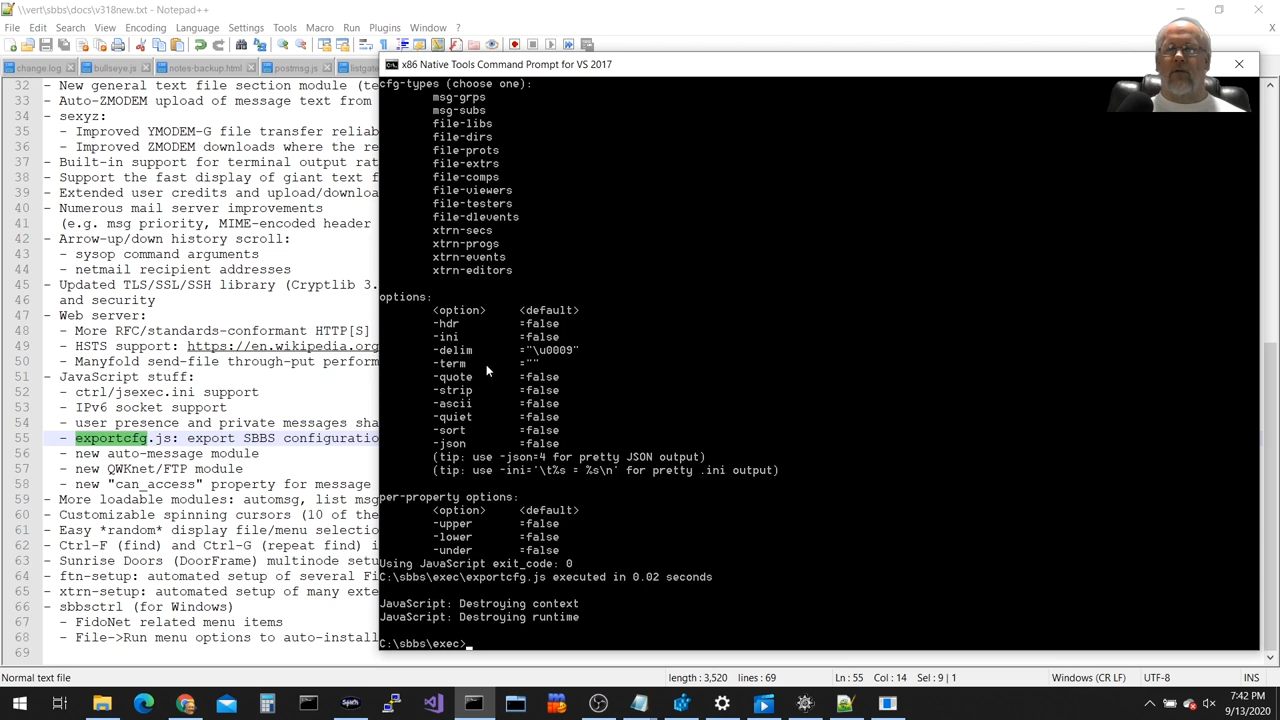 \\vert\sbbs\docs\v318new.txt - Notepad++
File Edit Search View Encoding Language Settings Tools Macro Run Plugins Window ?
change.log bullseye.js notes-backup.html postmsg.js listgate
x86 Native Tools Command Prompt for VS 2017
32 - New general text file section module (te
33 - Auto-ZMODEM upload of message text from
34 - sexyz:
35 - Improved YMODEM-G file transfer reliab
36 - Improved ZMODEM downloads where the re
37 - Built-in support for terminal output rat
38 - Support the fast display of giant text f
39 - Extended user credits and upload/downloa
40 - Numerous mail server improvements
41 (e.g. msg priority, MIME-encoded header
42 - Arrow-up/down history scroll:
43 - sysop command arguments
44 - netmail recipient addresses
45 - Updated TLS/SSL/SSH library (Cryptlib 3.
46 and security
47 - Web server:
48 - More RFC/standards-conformant HTTP[S]
49 - HSTS support: https://en.wikipedia.org
50 - Manyfold send-file through-put perform
51 - JavaScript stuff:
52 - ctrl/jsexec.ini support
53 - IPv6 socket support
54 - user presence and private messages sha
55 - exportcfg.js: export SBBS configuratio
56 - new auto-message module
57 - new QWKnet/FTP module
58 - new "can_access" property for message
59 - More loadable modules: automsg, list msg
60 - Customizable spinning cursors (10 of the
61 - Easy *random* display file/menu selectio
62 - Ctrl-F (find) and Ctrl-G (repeat find) i
63 - Sunrise Doors (DoorFrame) multinode setu
64 - ftn-setup: automated setup of several Fi
65 - xtrn-setup: automated setup of many exte
66 - sbbsctrl (for Windows)
67 - FidoNet related menu items
68 - File->Run menu options to auto-install
69
cfg-types (choose one):
msg-grps
msg-subs
file-libs
file-dirs
file-prots
file-extrs
file-comps
file-viewers
file-testers
file-dlevents
xtrn-secs
xtrn-progs
xtrn-events
xtrn-editors
options:
<option> <default>
-hdr =false
-ini =false
-delim ="\u0009"
-term =""
-quote =false
-strip =false
-ascii =false
-quiet =false
-sort =false
-json =false
(tip: use -json=4 for pretty JSON output)
(tip: use -ini='\t%s = %s\n' for pretty .ini output)
per-property options:
<option> <default>
-upper =false
-lower =false
-under =false
Using JavaScript exit_code: 0
C:\sbbs\exec\exportcfg.js executed in 0.02 seconds
JavaScript: Destroying context
JavaScript: Destroying runtime
C:\sbbs\exec>
Normal text file length : 3,520 lines : 69 Ln : 55 Col : 14 Sel : 9 | 1 Windows (CR LF) UTF-8 INS
7:42 PM
9/13/2020